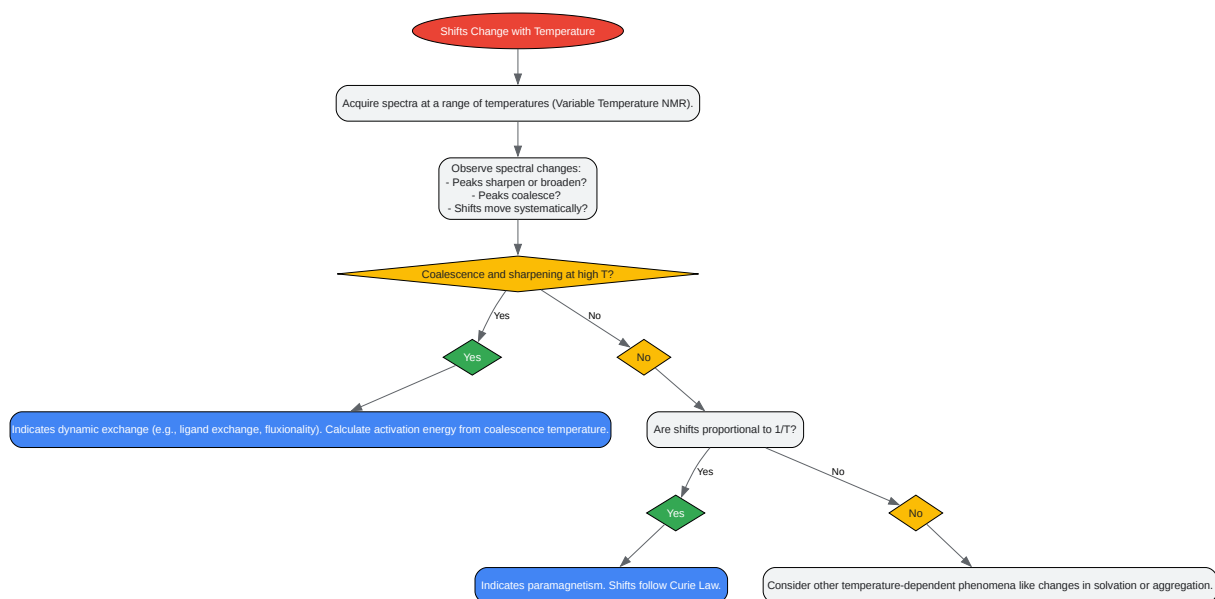 Shifts Change with Temperature
Acquire spectra at a range of temperatures (Variable Temperature NMR).
Observe spectral changes:
- Peaks sharpen or broaden?
- Peaks coalesce?
- Shifts move systematically?
Coalescence and sharpening at high T?
Yes
No
Yes
No
Indicates dynamic exchange (e.g., ligand exchange, fluxionality). Calculate activation energy from coalescence temperature.
Are shifts proportional to 1/T?
Yes
No
Yes
No
Indicates paramagnetism. Shifts follow Curie Law.
Consider other temperature-dependent phenomena like changes in solvation or aggregation.